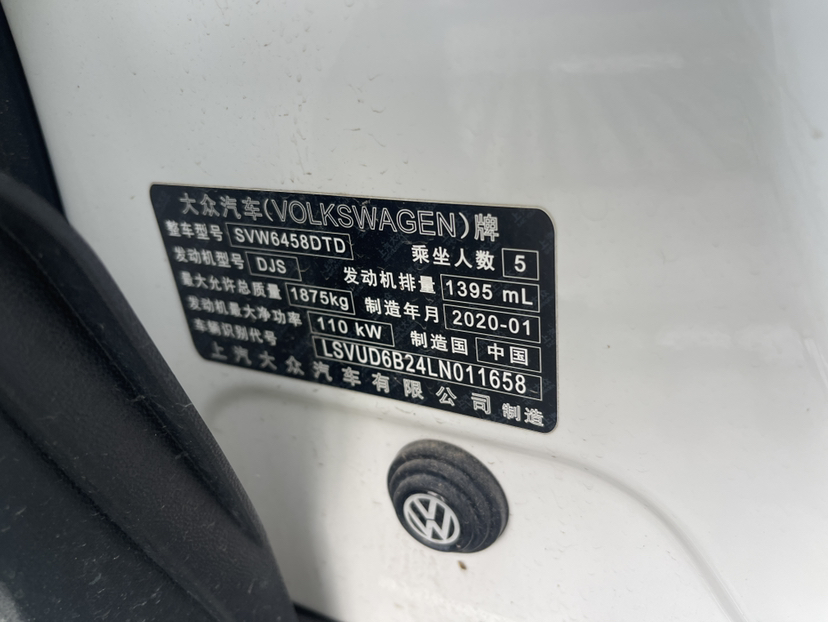 大众汽车(VOLKSWAGEN)牌
整车型号 SVW6458DTD 乘坐人数 5
发动机型号 DJS 发动机排量 1395 mL
最大允许总质量 1875kg 制造年月 2020-01
发动机最大净功率 110 kW 制造国 中国
车辆识别代号 LSVUD6B24LN011658
上汽大众汽车有限公司 制造
VW